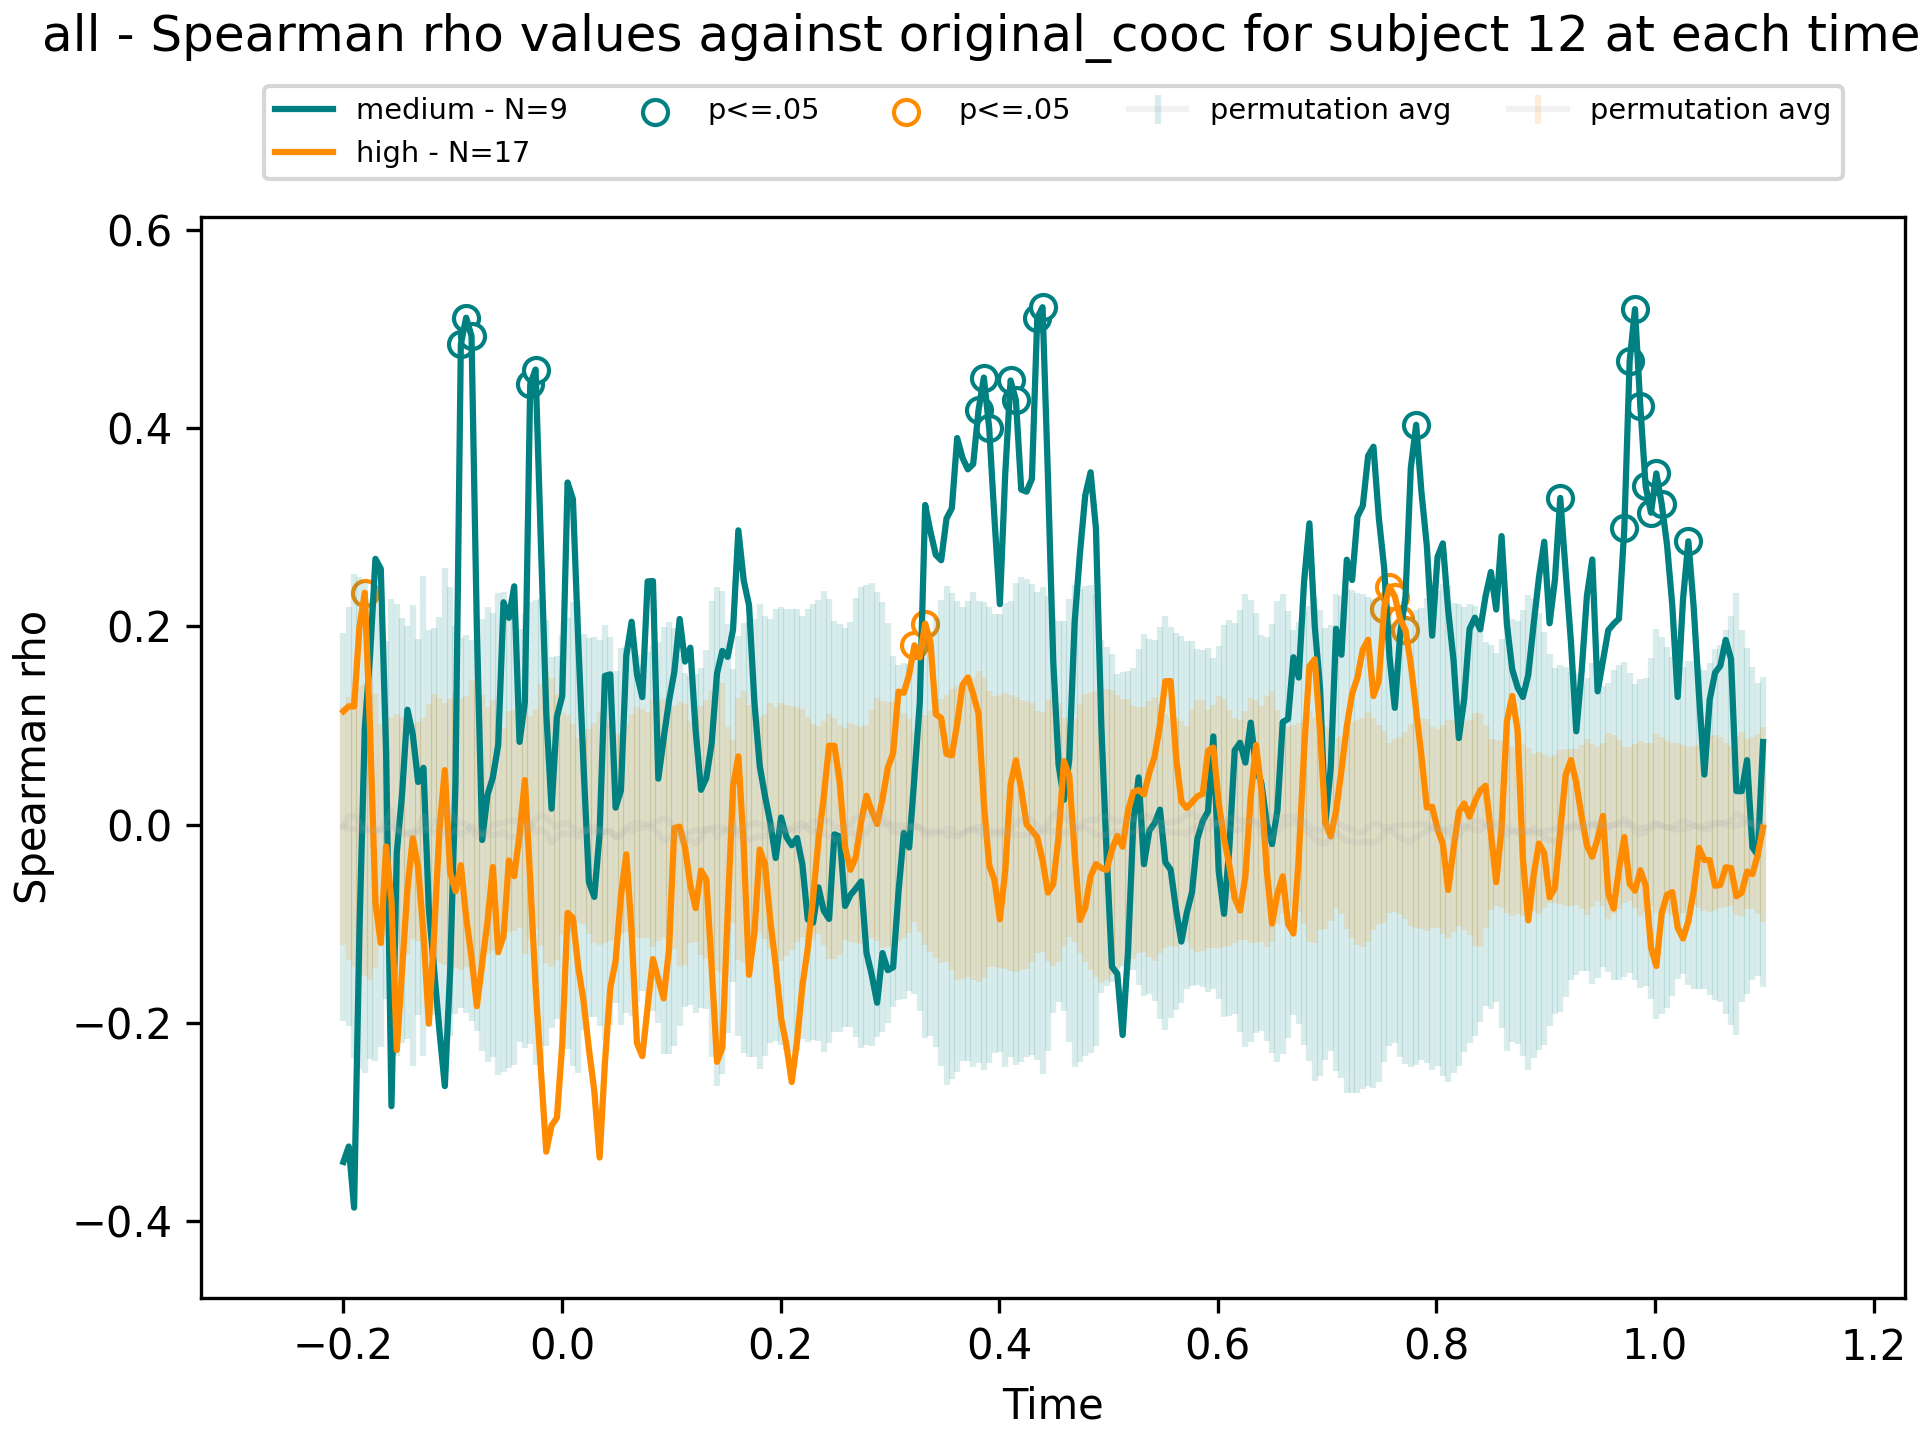 all - Spearman rho values against original_cooc for subject 12 at each time
medium - N=9
high - N=17
p<=.05
p<=.05
permutation avg
permutation avg
0.6
0.4
0.2
0.0
−0.2
−0.4
Spearman rho
−0.2 0.0 0.2 0.4 0.6 0.8 1.0 1.2
Time